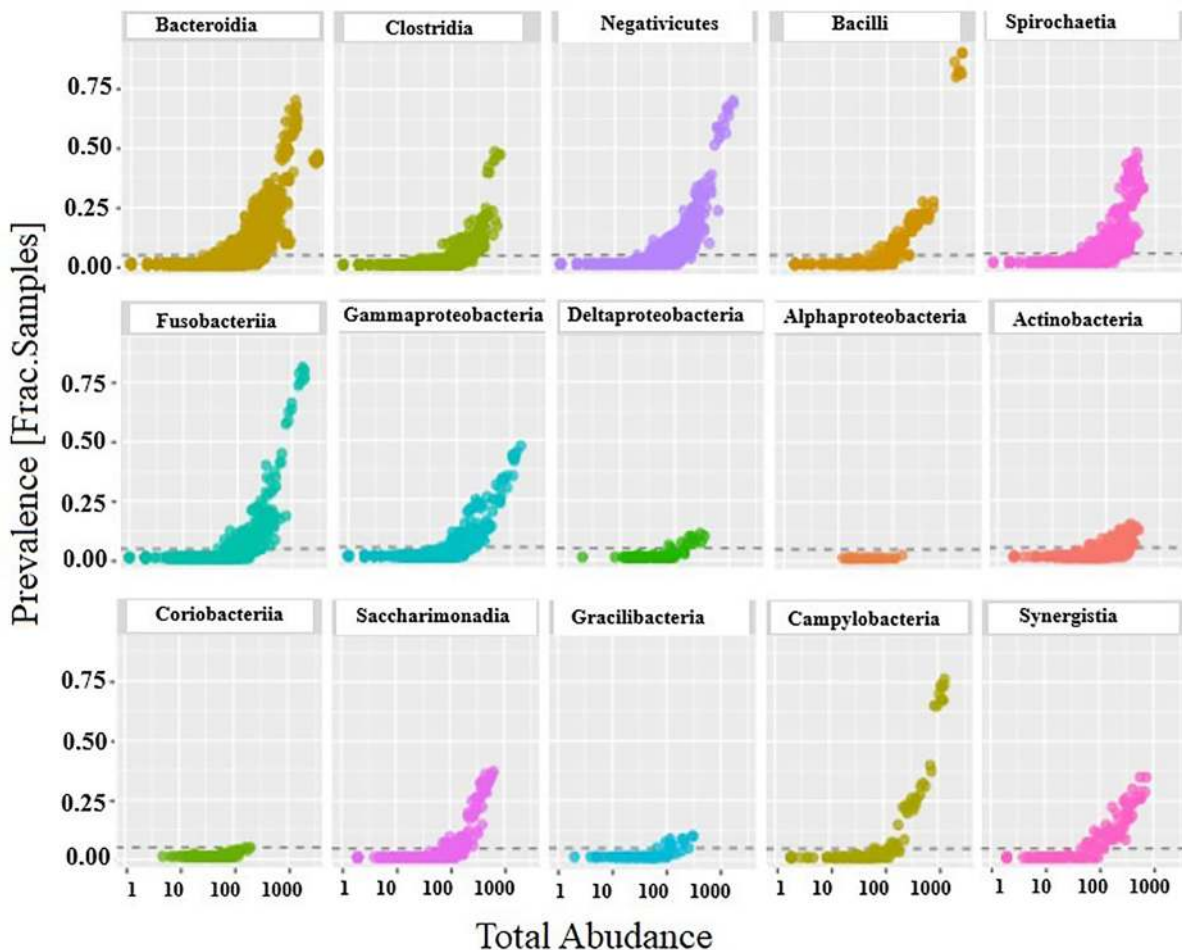 Bacteroidia Clostridia Negativicutes Bacilli Spirochaetia
0.75
0.50
0.25
0.00
Prevalence [Frac.Samples]
Fusobacteriia Gammaproteobacteria Deltaproteobacteria Alphaproteobacteria Actinobacteria
0.75
0.50
0.25
0.00
Coriobacteriia Saccharimonadia Gracilibacteria Campylobacteria Synergistia
0.75
0.50
0.25
0.00
1 10 100 1000 1 10 100 1000 1 10 100 1000 1 10 100 1000 1 10 100 1000
Total Abudance